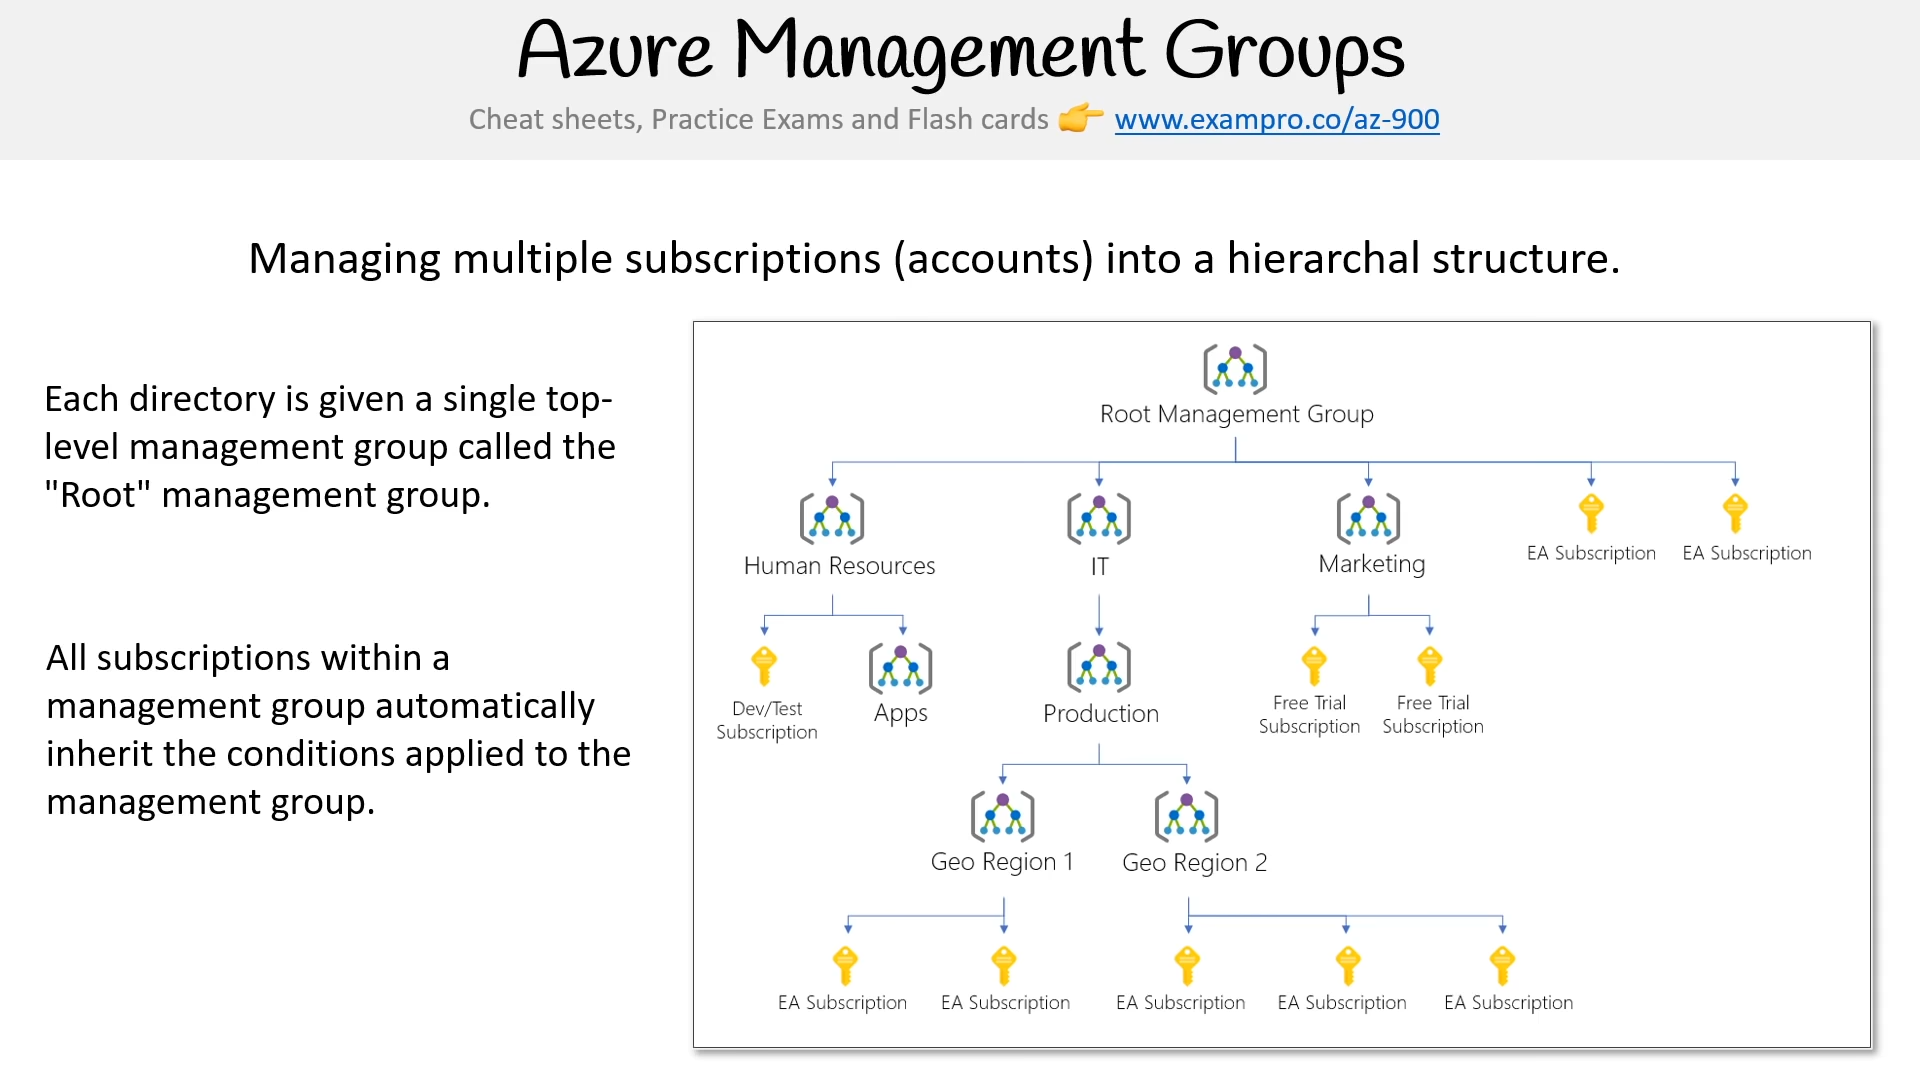 Azure Management Groups
Cheat sheets, Practice Exams and Flash cards 👉 www.exampro.co/az-900
Managing multiple subscriptions (accounts) into a hierarchal structure.
Each directory is given a single top-
level management group called the
"Root" management group.
All subscriptions within a
management group automatically
inherit the conditions applied to the
management group.
Root Management Group
Human Resources
IT
Marketing
EA Subscription
EA Subscription
Dev/Test
Subscription
Apps
Production
Free Trial
Subscription
Free Trial
Subscription
Geo Region 1
Geo Region 2
EA Subscription
EA Subscription
EA Subscription
EA Subscription
EA Subscription